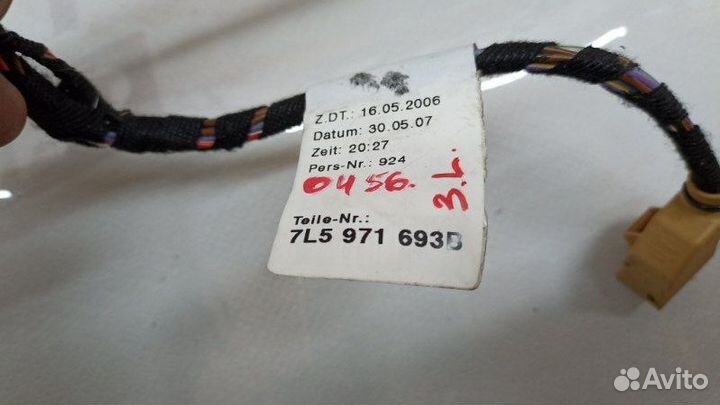 Z.DT.: 16.05.2006
Datum: 30.05.07
Zeit: 20:27
Pers-Nr.: 924
0456.
3.L.
Teile-Nr.:
7L5 971 693B
Avito